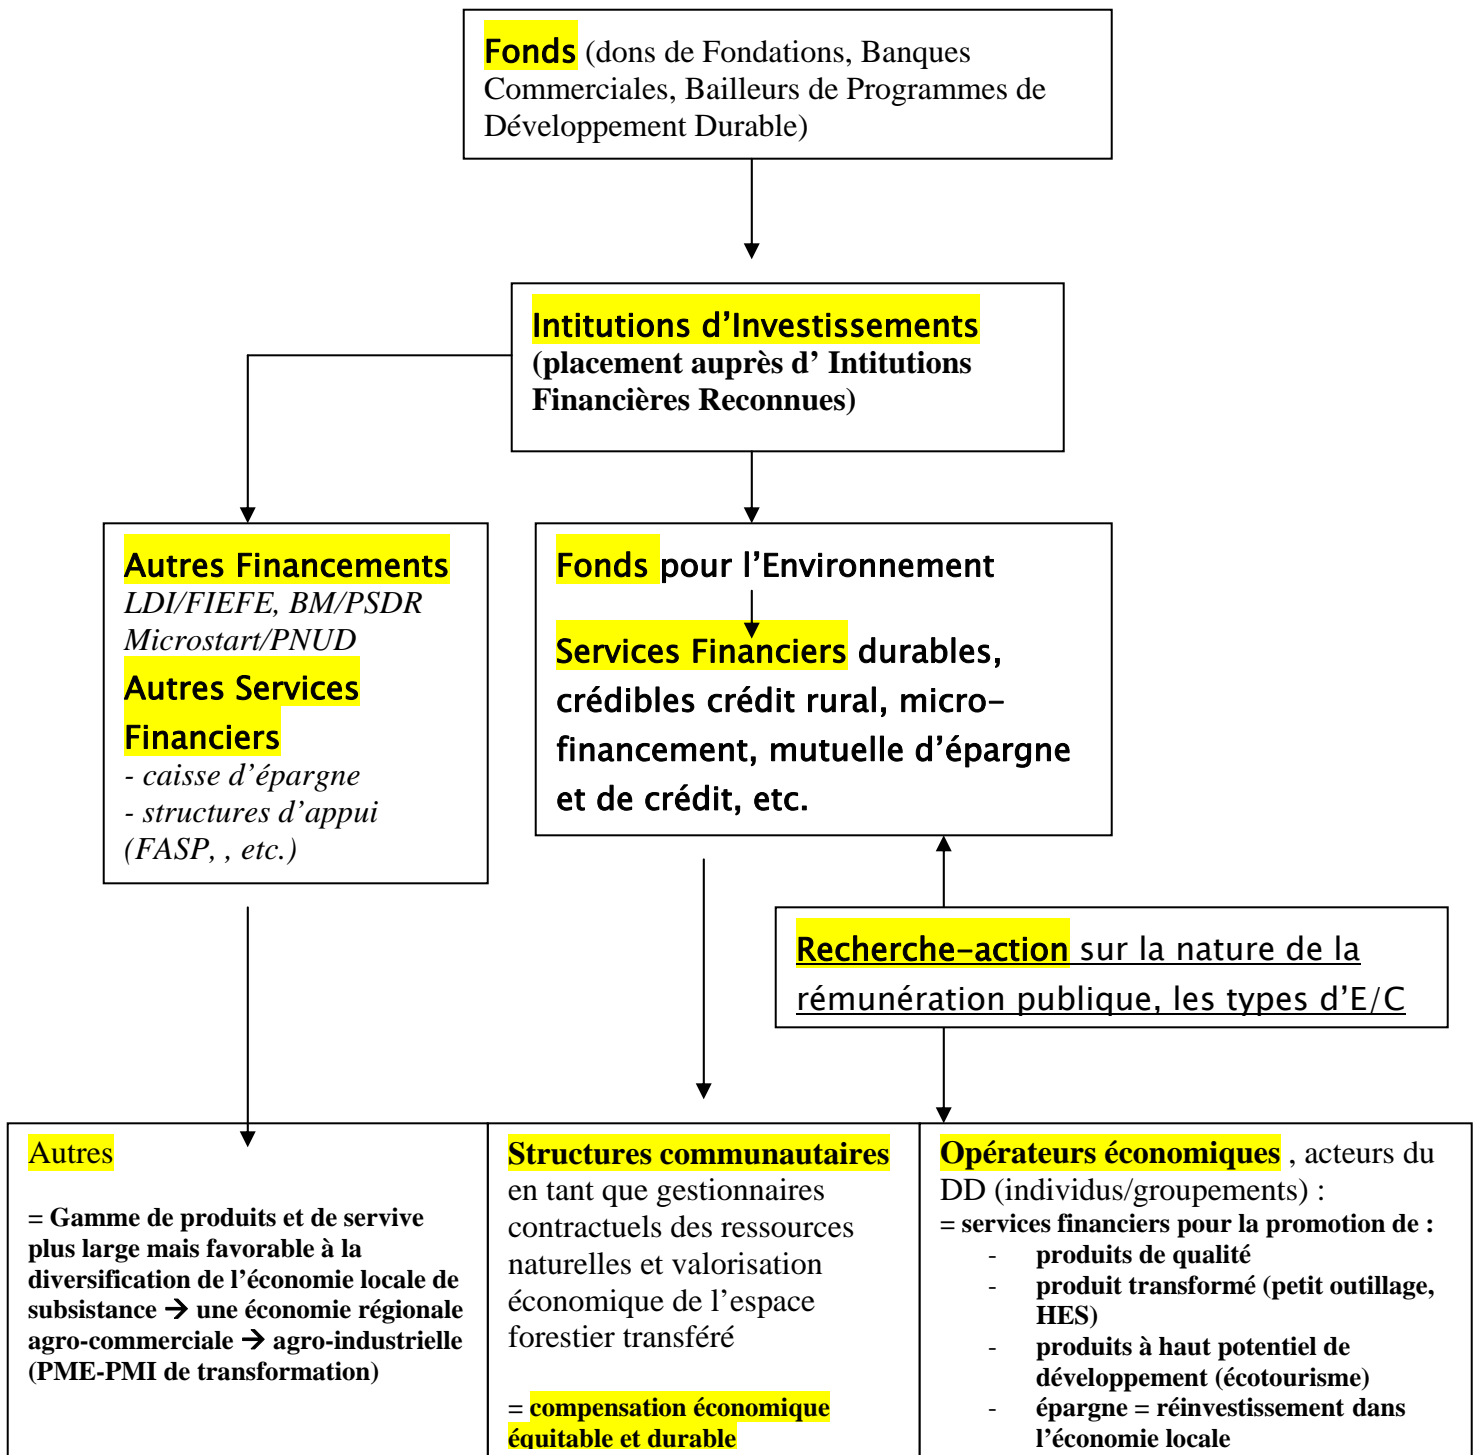 Fonds (dons de Fondations, Banques
Commerciales, Bailleurs de Programmes de
Développement Durable)
Intitutions d’Investissements
(placement auprès d’ Intitutions
Financières Reconnues)
Autres Financements
LDI/FIEFE, BM/PSDR
Microstart/PNUD
Autres Services
Financiers
- caisse d’épargne
- structures d’appui
(FASP, , etc.)
Fonds pour l’Environnement
Services Financiers durables,
crédibles crédit rural, micro-
financement, mutuelle d’épargne
et de crédit, etc.
Recherche-action sur la nature de la
rémunération publique, les types d’E/C
Autres
= Gamme de produits et de servive
plus large mais favorable à la
diversification de l’économie locale de
subsistance → une économie régionale
agro-commerciale → agro-industrielle
(PME-PMI de transformation)
Structures communautaires
en tant que gestionnaires
contractuels des ressources
naturelles et valorisation
économique de l’espace
forestier transféré
= compensation économique
équitable et durable
Opérateurs économiques , acteurs du
DD (individus/groupements) :
= services financiers pour la promotion de :
- produits de qualité
- produit transformé (petit outillage,
HES)
- produits à haut potentiel de
développement (écotourisme)
- épargne = réinvestissement dans
l’économie locale